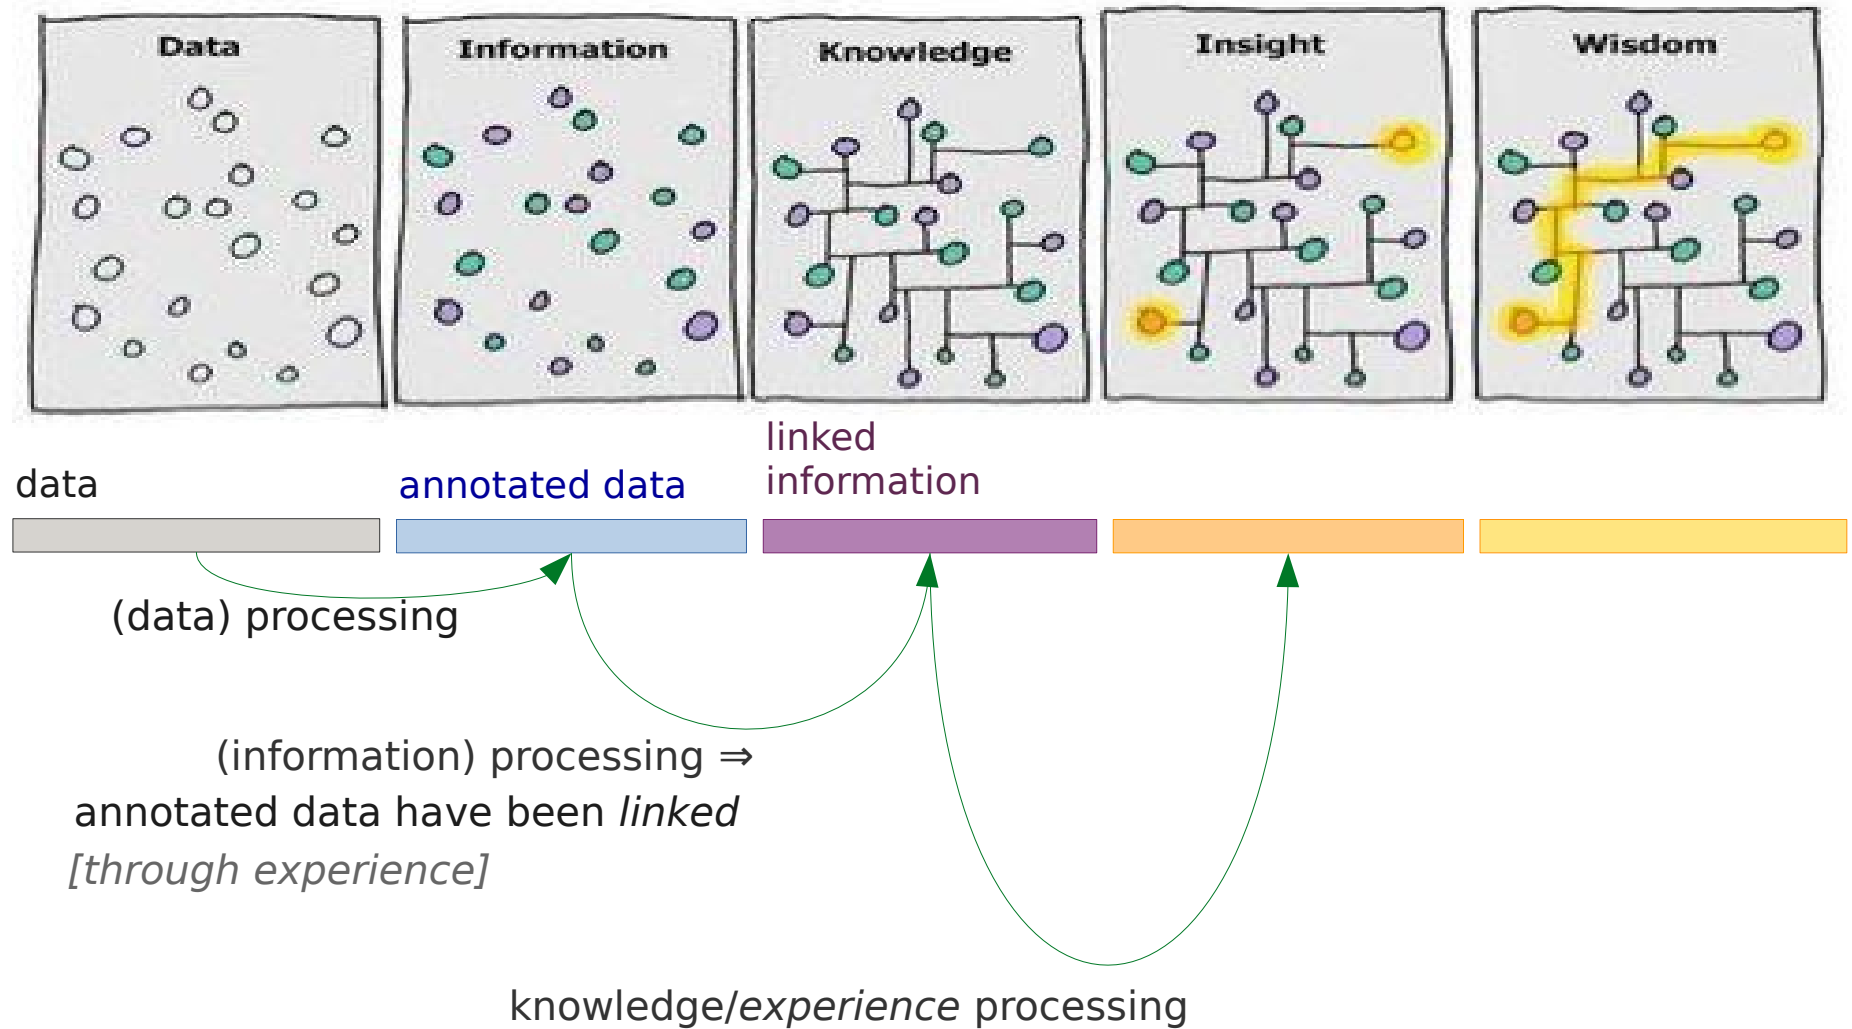 Data
Information
Knowledge
Insight
Wisdom
data
annotated data
linked
information
(data) processing
(information) processing ⇒
annotated data have been linked
[through experience]
knowledge/experience processing